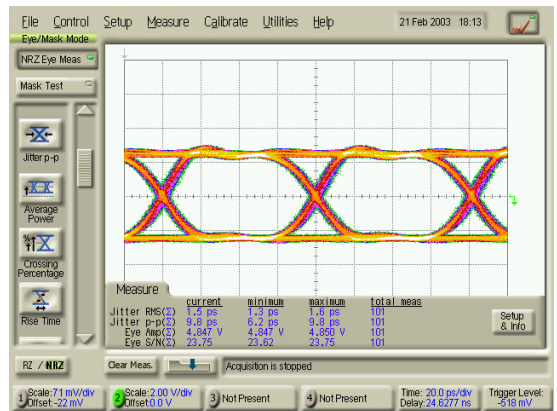 File Control Setup Measure Calibrate Utilities Help 21 Feb 2003 18:13
Eye/Mask Mode
NRZ Eye Meas
Mask Test
Jitter p-p
Average
Power
Crossing
Percentage
Rise Time
Measure
current minimum maximum total meas
Jitter RMS(Σ) 1.5 ps 1.3 ps 1.6 ps 101
Jitter p-p(Σ) 9.8 ps 6.2 ps 9.8 ps 101
Eye Amp(Σ) 4.847 V 4.847 V 4.850 V 101
Eye S/N(Σ) 23.75 23.62 23.75 101
Setup
& Info
RZ / NRZ
Clear Meas.
Acquisition is stopped
1 Scale:71 mV/div
Offset:-22 mV
2 Scale:2.00 V/div
Offset:0.0 V
3 Not Present
4 Not Present
Time: 20.0 ps/div
Delay:24.6277 ns
Trigger Level:
-518 mV